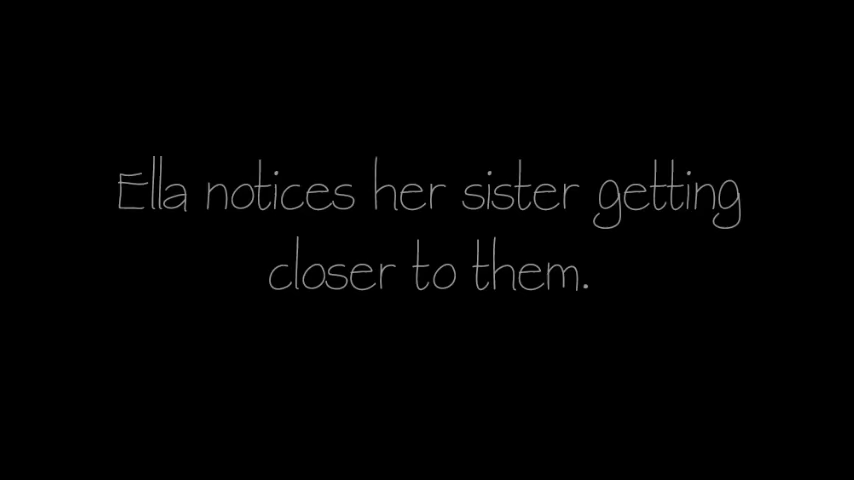 Ella notices her sister getting
closer to them.